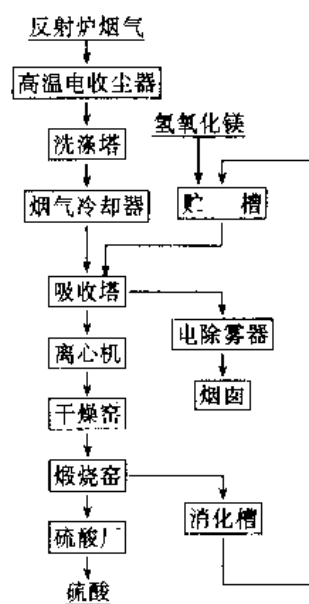 反射炉烟气
高温电收尘器
氢氧化镁
洗涤塔
烟气冷却器
贮 槽
吸收塔
电除雾器
离心机
烟囱
干燥窑
煅烧窑
消化槽
硫酸厂
硫酸